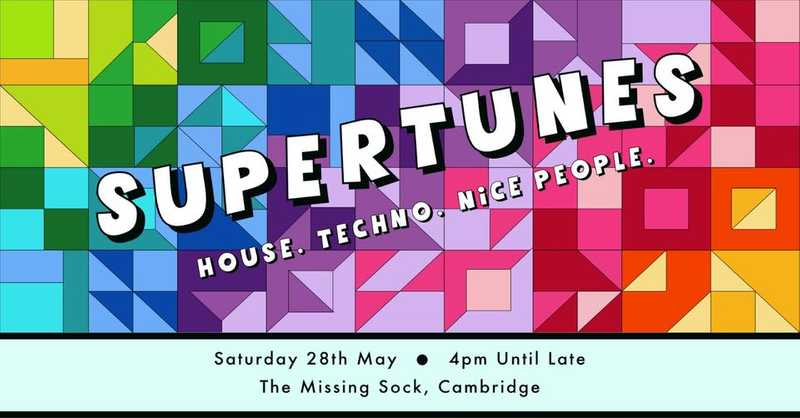 SUPERTUNES
HOUSE. TECHNO. NiCE PEOPLE.
Saturday 28th May ● 4pm Until Late
The Missing Sock, Cambridge